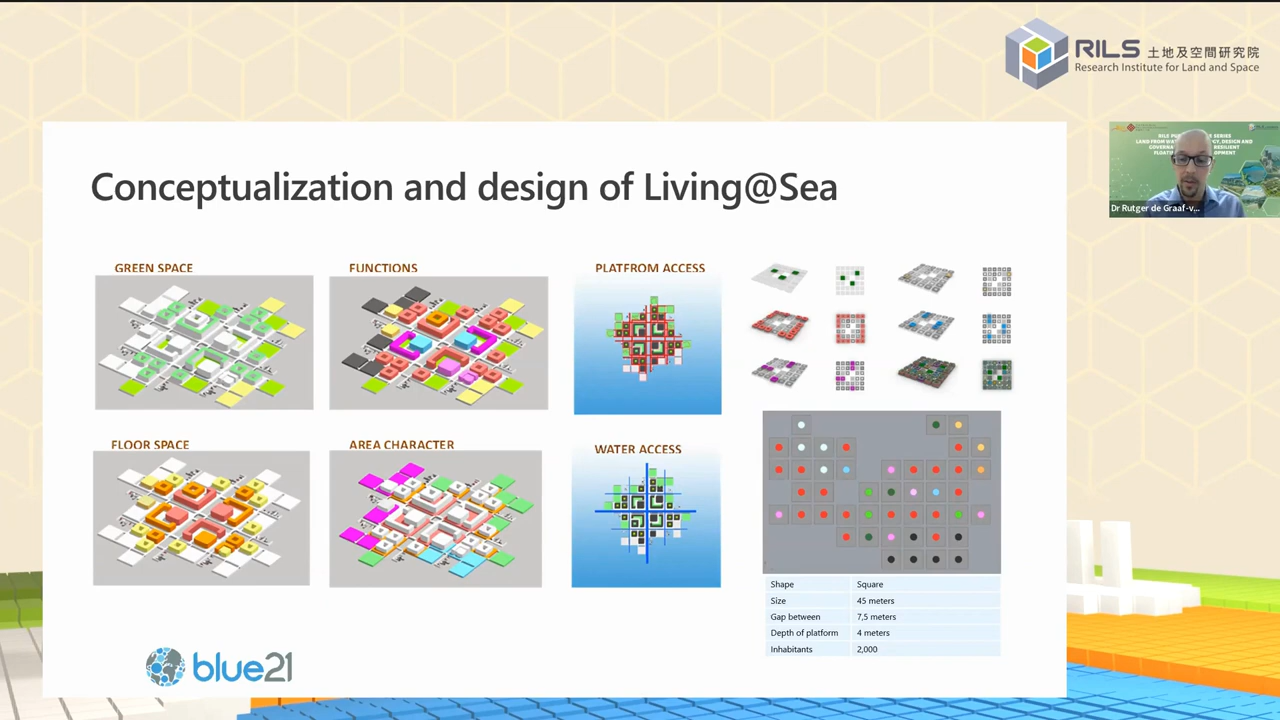 RILS 土地及空間研究院
Research Institute for Land and Space
Conceptualization and design of Living@Sea
GREEN SPACE
FUNCTIONS
PLATFROM ACCESS
FLOOR SPACE
AREA CHARACTER
WATER ACCESS
Shape Square
Size 45 meters
Gap between 7,5 meters
Depth of platform 4 meters
Inhabitants 2,000
blue21
Dr Rutger de Graaf-v...